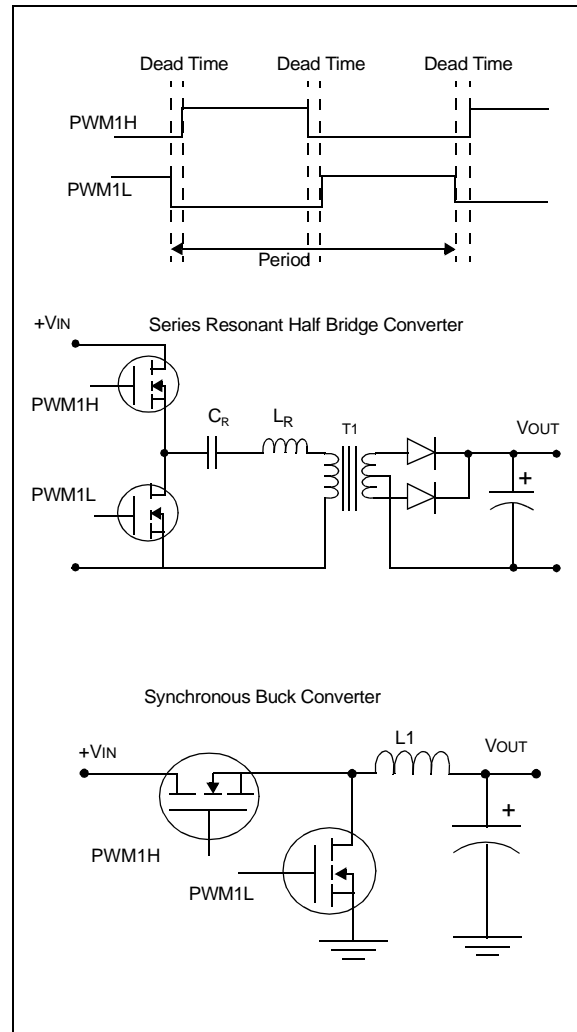 Dead Time Dead Time Dead Time
PWM1H
PWM1L
Period
Series Resonant Half Bridge Converter
+VIN
PWM1H
CR LR T1 VOUT
+
PWM1L
Synchronous Buck Converter
+VIN L1 VOUT
+
PWM1H
PWM1L